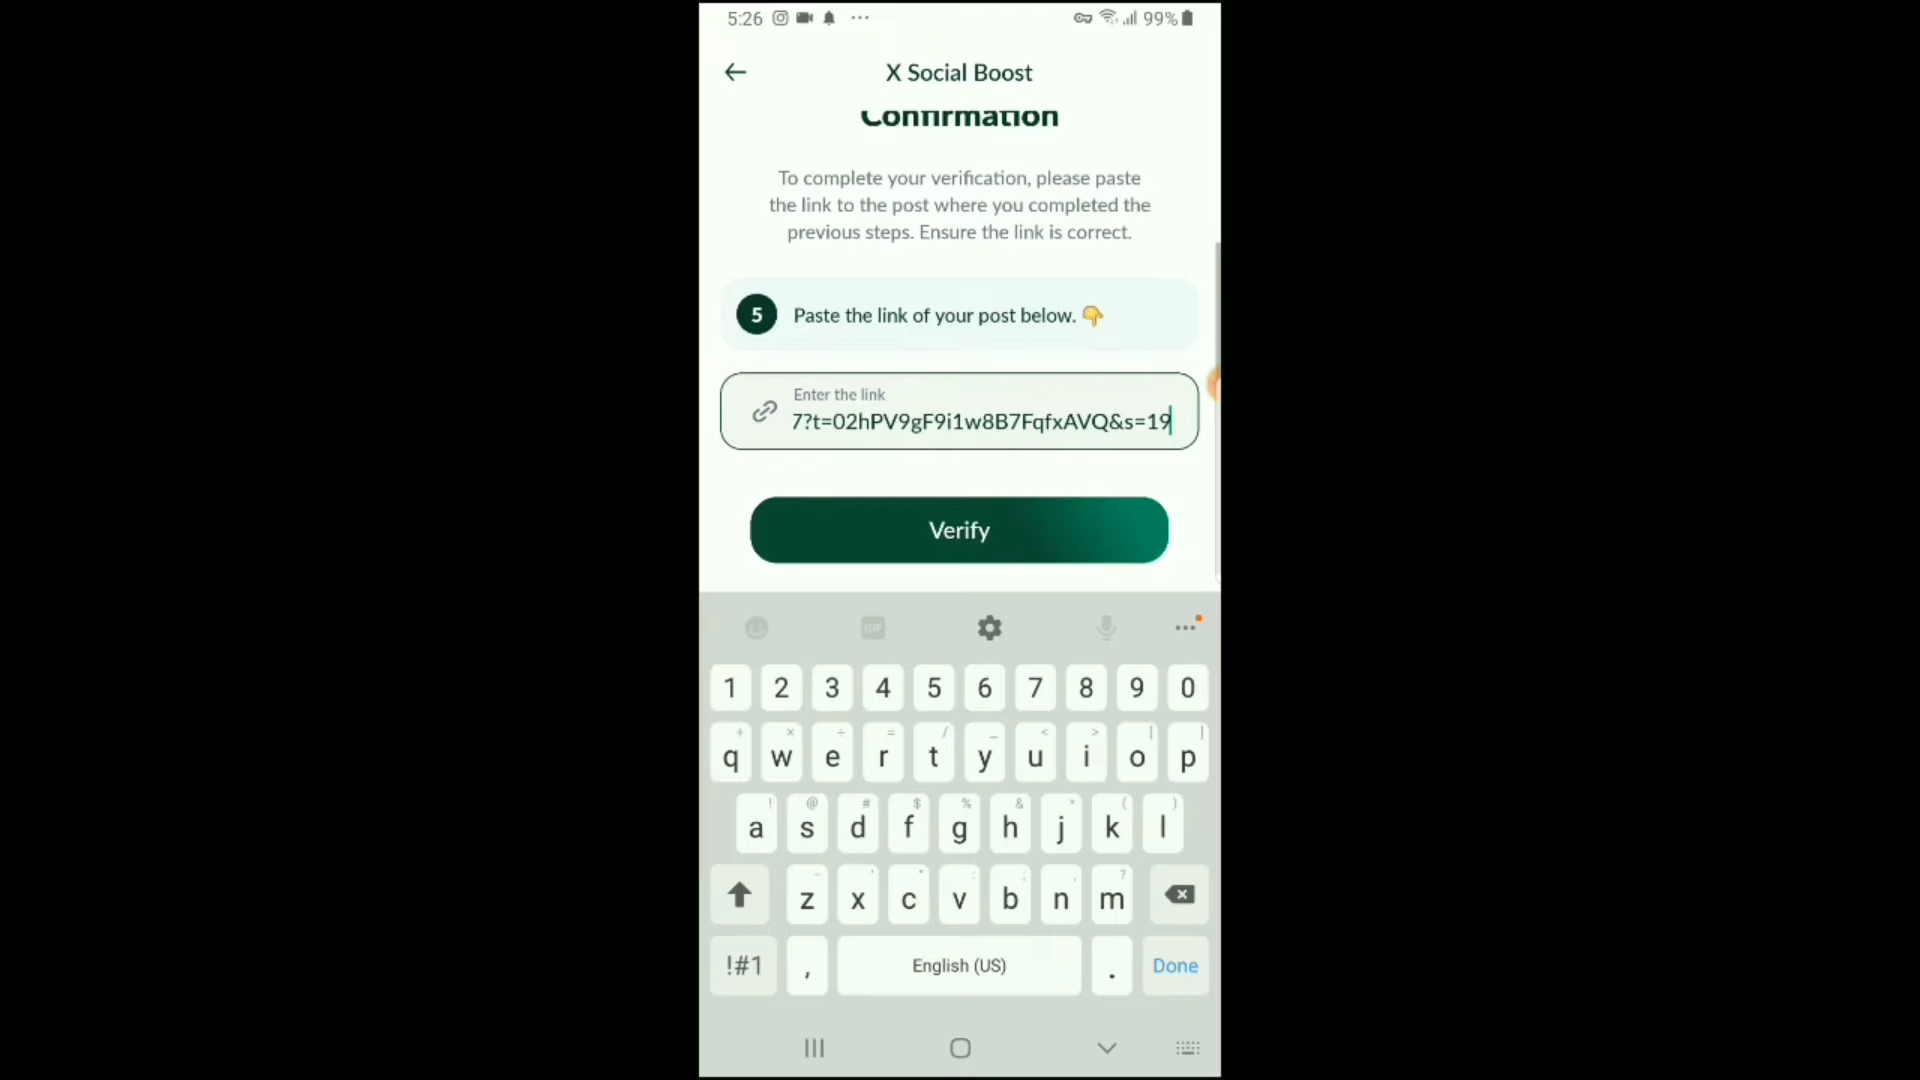 5:26 99%
X Social Boost
Confirmation
To complete your verification, please paste
the link to the post where you completed the
previous steps. Ensure the link is correct.
5 Paste the link of your post below. 👇
Enter the link
7?t=02hPV9gF9i1w8B7FqfxAVQ&s=19
Verify
GIF
1 2 3 4 5 6 7 8 9 0
+ × ÷ = / _ < > [ ]
q w e r t y u i o p
! @ # $ % & * ( )
a s d f g h j k l
- ' " : ; , ?
z x c v b n m
!#1 , English (US) . Done